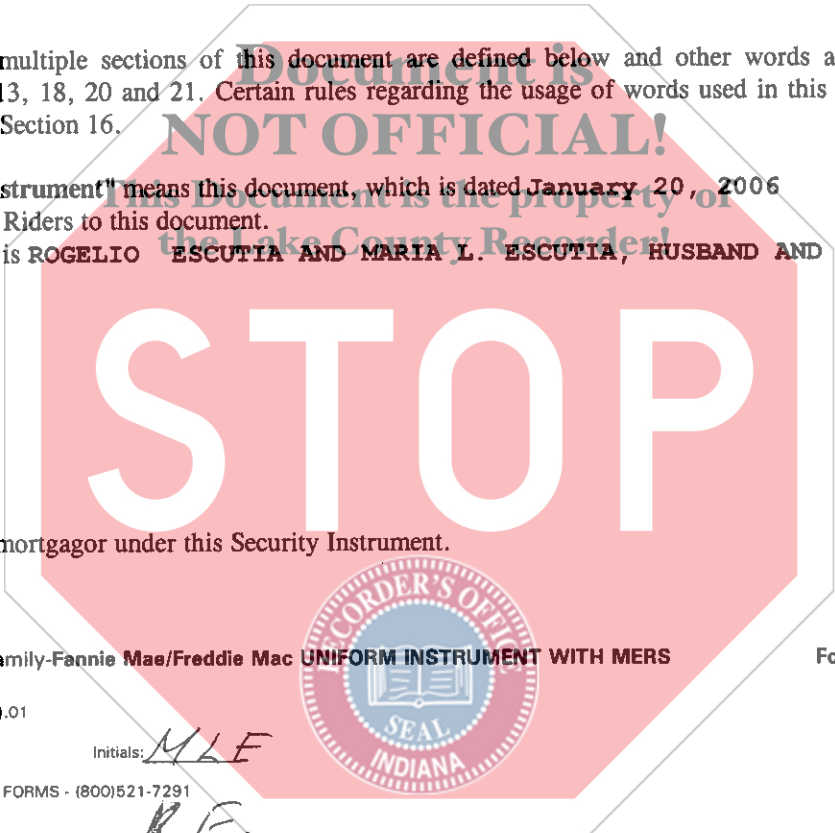 multiple sections of this document are defined below and other words a
13, 18, 20 and 21. Certain rules regarding the usage of words used in this
Section 16.
Document is
NOT OFFICIAL!
This Document is the property of
the Lake County Recorder!
strument" means this document, which is dated January 20, 2006
Riders to this document.
is ROGELIO ESCUTIA AND MARIA L. ESCUTIA, HUSBAND AND
STOP
mortgagor under this Security Instrument.
RECORDER'S OFFICE
SEAL
INDIANA
amily-Fannie Mae/Freddie Mac UNIFORM INSTRUMENT WITH MERS Fo
.01
Initials: MLE
FORMS - (800)521-7291
R.E.